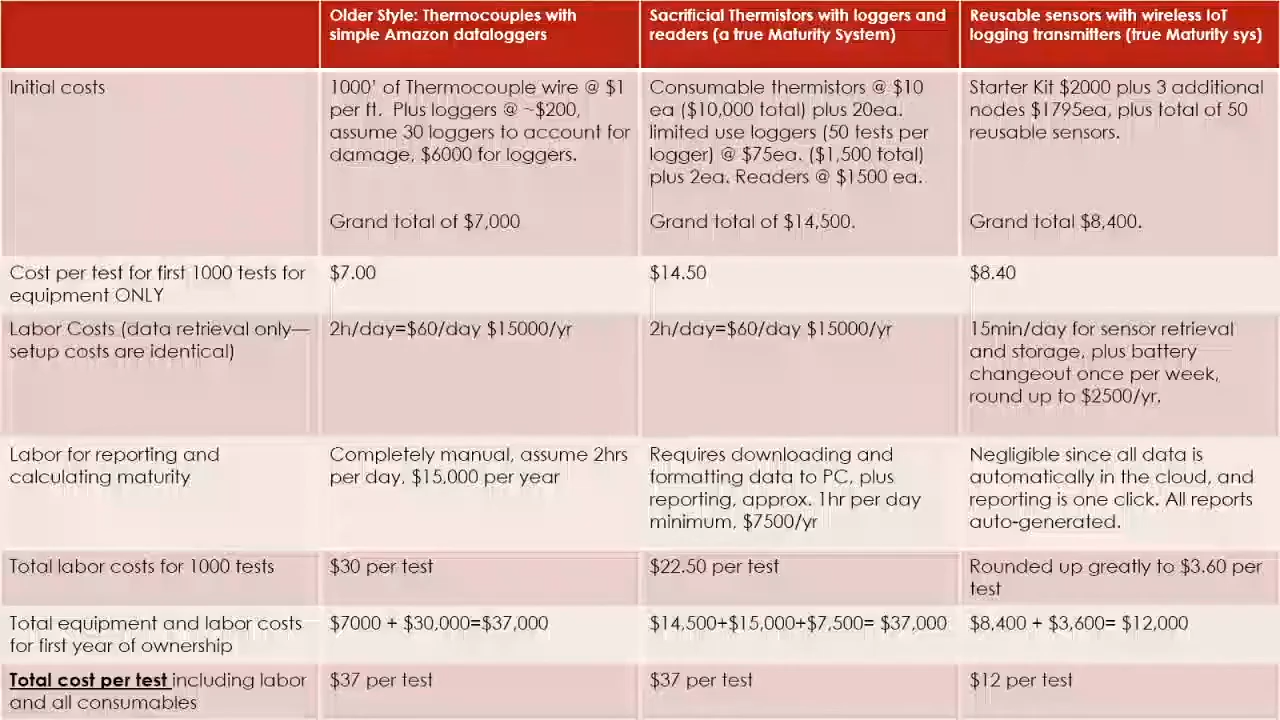 Older Style: Thermocouples with
simple Amazon dataloggers
Sacrificial Thermistors with loggers and
readers (a true Maturity System)
Reusable sensors with wireless IoT
logging transmitters (true Maturity sys)
Initial costs
1000' of Thermocouple wire @ $1
per ft. Plus loggers @ ~$200,
assume 30 loggers to account for
damage, $6000 for loggers.
Grand total of $7,000
Consumable thermistors @ $10
ea ($10,000 total) plus 20ea.
limited use loggers (50 tests per
logger) @ $75ea. ($1,500 total)
plus 2ea. Readers @ $1500 ea.
Grand total of $14,500.
Starter Kit $2000 plus 3 additional
nodes $1795ea, plus total of 50
reusable sensors.
Grand total $8,400.
Cost per test for first 1000 tests for
equipment ONLY
$7.00
$14.50
$8.40
Labor Costs (data retrieval only—
setup costs are identical)
2h/day=$60/day $15000/yr
2h/day=$60/day $15000/yr
15min/day for sensor retrieval
and storage, plus battery
changeout once per week,
round up to $2500/yr.
Labor for reporting and
calculating maturity
Completely manual, assume 2hrs
per day, $15,000 per year
Requires downloading and
formatting data to PC, plus
reporting, approx. 1hr per day
minimum, $7500/yr
Negligible since all data is
automatically in the cloud, and
reporting is one click. All reports
auto-generated.
Total labor costs for 1000 tests
$30 per test
$22.50 per test
Rounded up greatly to $3.60 per
test
Total equipment and labor costs
for first year of ownership
$7000 + $30,000=$37,000
$14,500+$15,000+$7,500= $37,000
$8,400 + $3,600= $12,000
Total cost per test including labor
and all consumables
$37 per test
$37 per test
$12 per test